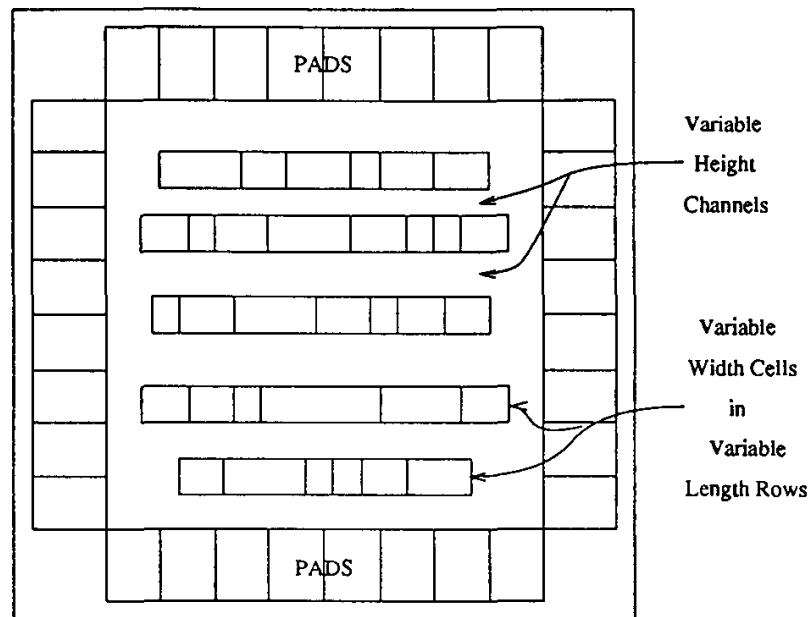 PADS
Variable
Height
Channels
Variable
Width Cells
in
Variable
Length Rows
PADS